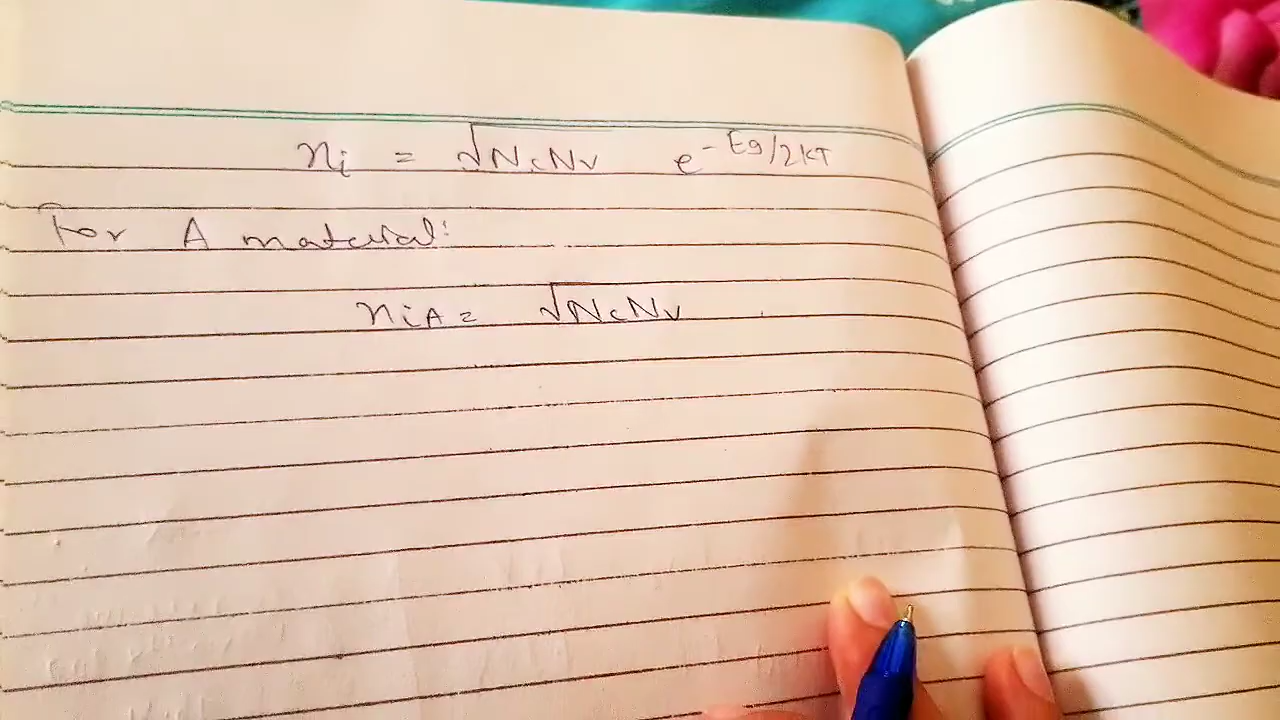 ni = √NcNv e^-Eg/2KT
For A material:
niA = √NcNv